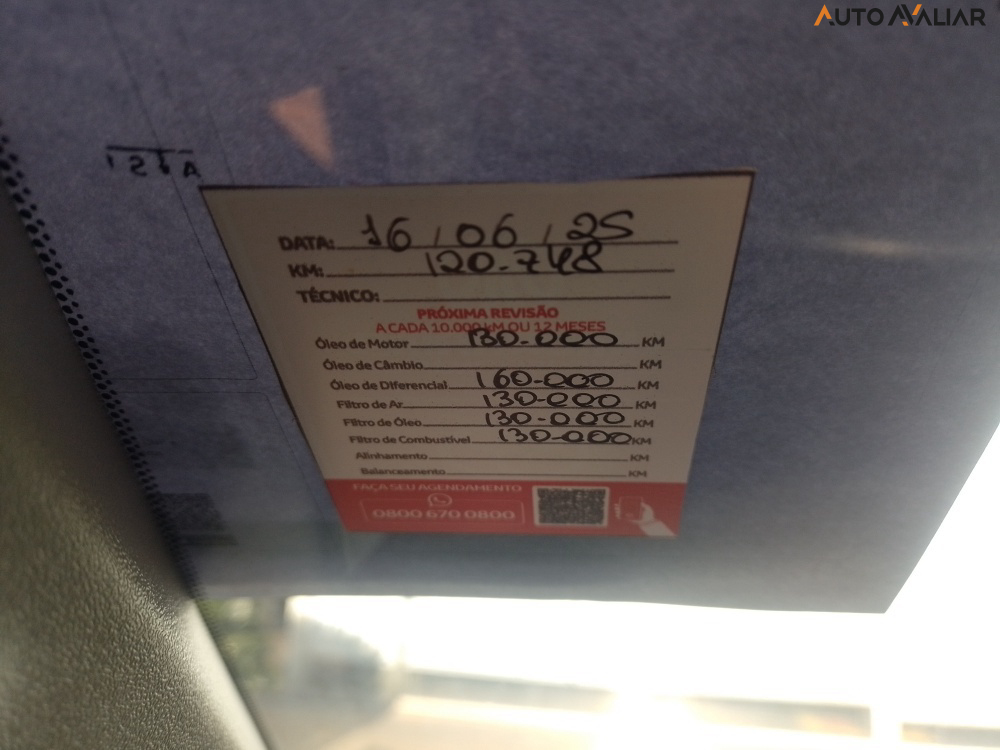 AUTO AVALIAR
DATA: 16 / 06 / 25
KM: 120.748
TÉCNICO:
PRÓXIMA REVISÃO
A CADA 10.000 KM OU 12 MESES
Óleo de Motor 130.000 KM
Óleo de Câmbio KM
Óleo de Diferencial 160-000 KM
Filtro de Ar 130-000 KM
Filtro de Óleo 130-000 KM
Filtro de Combustível 130-000 KM
Alinhamento KM
Balanceamento KM
FAÇA SEU AGENDAMENTO
0800 670 0800